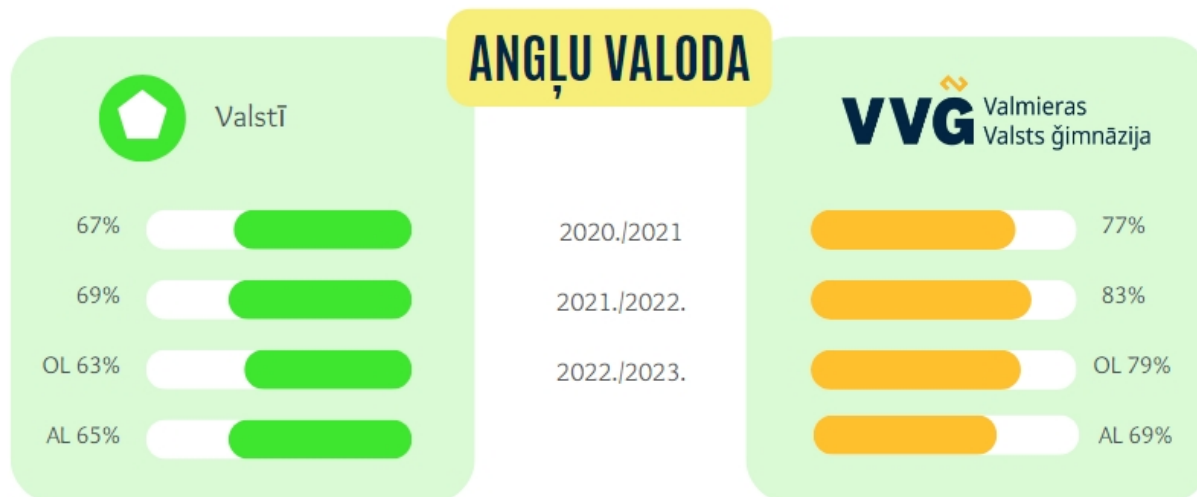 ANGĻU VALODA
Valstī
VVĢ
Valmieras
Valsts ģimnāzija
67%
2020./2021
77%
69%
2021./2022.
83%
OL 63%
2022./2023.
OL 79%
AL 65%
AL 69%